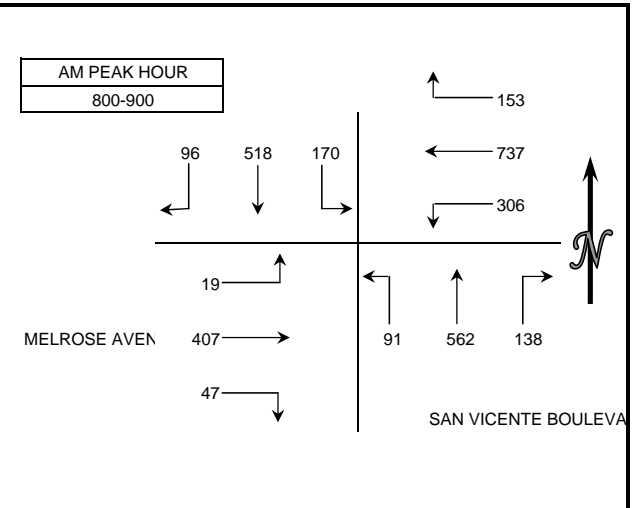 AM PEAK HOUR
800-900
153
96 518 170
737
306
N
19
MELROSE AVEN 407
91 562 138
47
SAN VICENTE BOULEVA